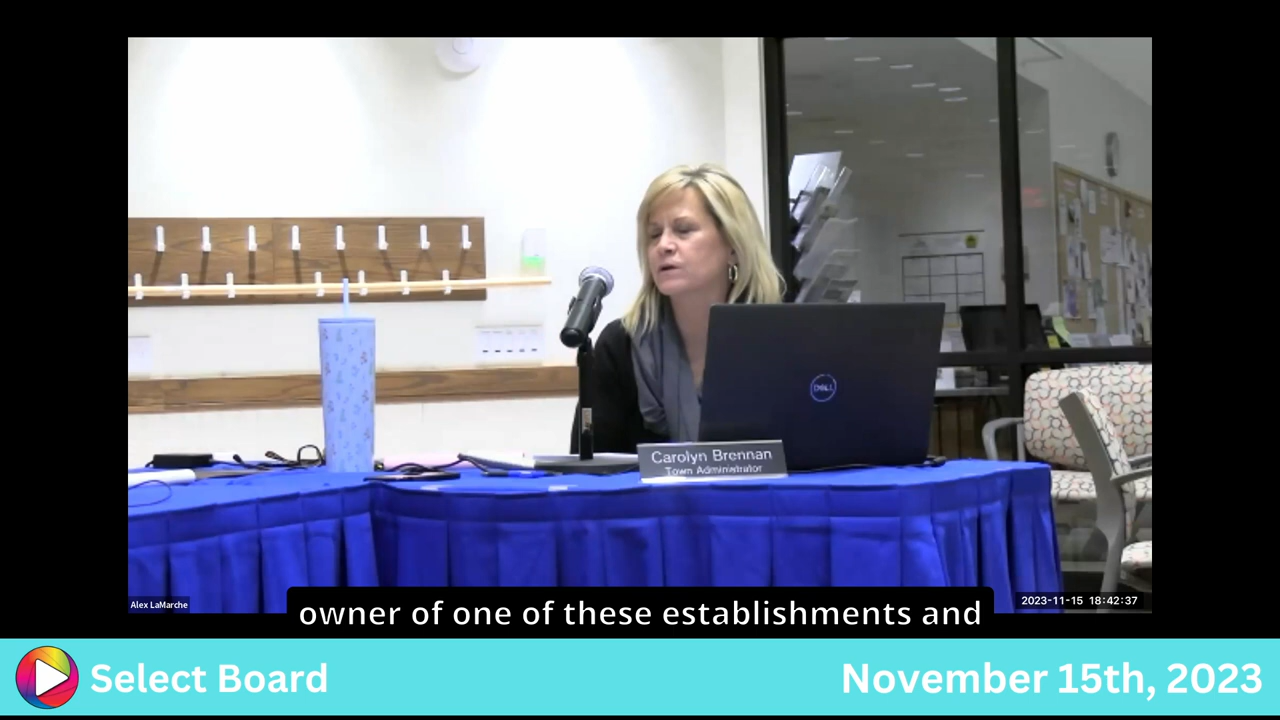 DELL
Carolyn Brennan
Town Administrator
Alex LaMarche
2023-11-15 18:42:37
owner of one of these establishments and
Select Board
November 15th, 2023